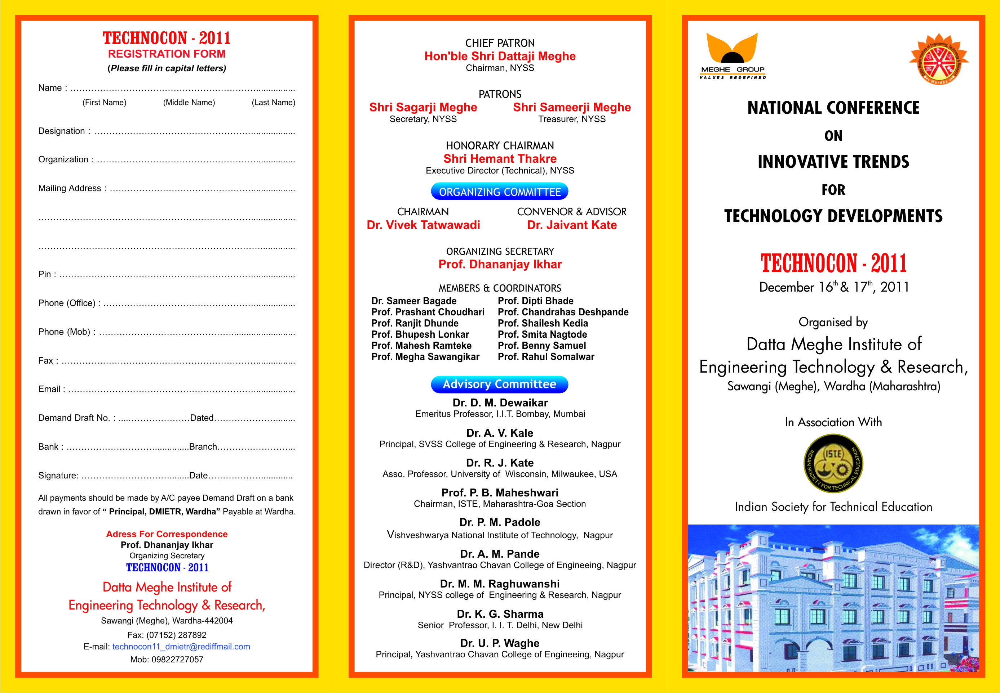 TECHNOCON - 2011
REGISTRATION FORM
(Please fill in capital letters)
Name : ……………………………………………………................
(First Name) (Middle Name) (Last Name)
Designation : ……………………………………………….................
Organization : ………………………………………………................
Mailing Address : …………………………………………..................
………………………………………………………………..................
…………………………………………………………………..............
Pin : …………………………………………………………….................
Phone (Office) : …………………………………………….................
Phone (Mob) : ………………………………………..........................
Fax : …………………………………………………………................
Email : ……………………………………………………….................
Demand Draft No. : ....…………………Dated…………………........
Bank : …………………………..............Branch……………………...
Signature: …………………………........Date………………..............
All payments should be made by A/C payee Demand Draft on a bank
drawn in favor of “ Principal, DMIETR, Wardha” Payable at Wardha.
Adress For Correspondence
Prof. Dhananjay Ikhar
Organizing Secretary
TECHNOCON - 2011
Datta Meghe Institute of
Engineering Technology & Research,
Sawangi (Meghe), Wardha-442004
Fax: (07152) 287892
E-mail: technocon11_dmietr@rediffmail.com
Mob: 09822727057
CHIEF PATRON
Hon'ble Shri Dattaji Meghe
Chairman, NYSS
PATRONS
Shri Sagarji Meghe Shri Sameerji Meghe
Secretary, NYSS Treasurer, NYSS
HONORARY CHAIRMAN
Shri Hemant Thakre
Executive Director (Technical), NYSS
ORGANIZING COMMITTEE
CHAIRMAN CONVENOR & ADVISOR
Dr. Vivek Tatwawadi Dr. Jaivant Kate
ORGANIZING SECRETARY
Prof. Dhananjay Ikhar
MEMBERS & COORDINATORS
Dr. Sameer Bagade Prof. Dipti Bhade
Prof. Prashant Choudhari Prof. Chandrahas Deshpande
Prof. Ranjit Dhunde Prof. Shailesh Kedia
Prof. Bhupesh Lonkar Prof. Smita Nagtode
Prof. Mahesh Ramteke Prof. Benny Samuel
Prof. Megha Sawangikar Prof. Rahul Somalwar
Advisory Committee
Dr. D. M. Dewaikar
Emeritus Professor, I.I.T. Bombay, Mumbai
Dr. A. V. Kale
Principal, SVSS College of Engineering & Research, Nagpur
Dr. R. J. Kate
Asso. Professor, University of Wisconsin, Milwaukee, USA
Prof. P. B. Maheshwari
Chairman, ISTE, Maharashtra-Goa Section
Dr. P. M. Padole
Vishveshwarya National Institute of Technology, Nagpur
Dr. A. M. Pande
Director (R&D), Yashvantrao Chavan College of Engineeing, Nagpur
Dr. M. M. Raghuwanshi
Principal, NYSS college of Engineering & Research, Nagpur
Dr. K. G. Sharma
Senior Professor, I. I. T. Delhi, New Delhi
Dr. U. P. Waghe
Principal, Yashvantrao Chavan College of Engineeing, Nagpur
MEGHE GROUP
VALUES REDEFINED
Datta Meghe Institute of Engineering, Technology & Research
Wardha
NATIONAL CONFERENCE
ON
INNOVATIVE TRENDS
FOR
TECHNOLOGY DEVELOPMENTS
TECHNOCON - 2011
December 16th & 17th, 2011
Organised by
Datta Meghe Institute of
Engineering Technology & Research,
Sawangi (Meghe), Wardha (Maharashtra)
In Association With
ISTE
INDIAN SOCIETY FOR TECHNICAL EDUCATION
Indian Society for Technical Education